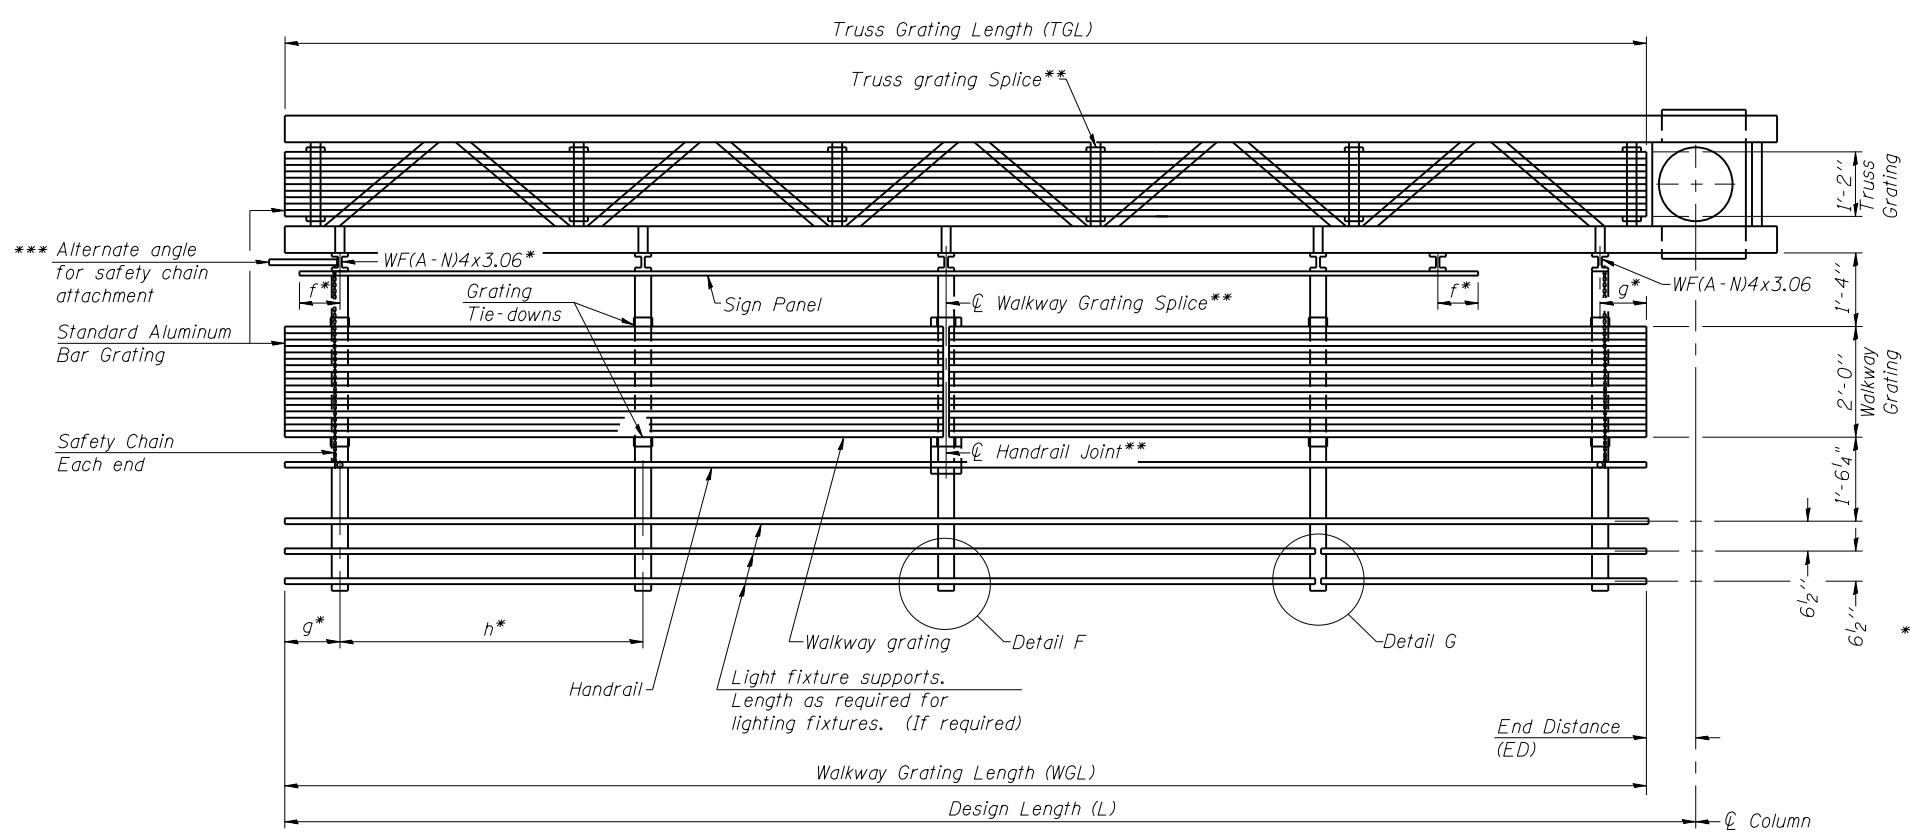 Truss Grating Length (TGL)
Truss grating Splice**
1'-2''
Truss
Grating
*** Alternate angle
for safety chain
attachment
WF(A-N)4x3.06*
f*
Grating
Tie-downs
Sign Panel
℄ Walkway Grating Splice**
f*
g*
WF(A-N)4x3.06
1'-4''
Standard Aluminum
Bar Grating
2'-0''
Walkway
Grating
Safety Chain
Each end
℄ Handrail Joint**
1'-6¼"
6½''
6½''
*
g*
h*
Walkway grating
Detail F
Detail G
Handrail
Light fixture supports.
Length as required for
lighting fixtures. (If required)
End Distance
(ED)
Walkway Grating Length (WGL)
Design Length (L)
℄ Column